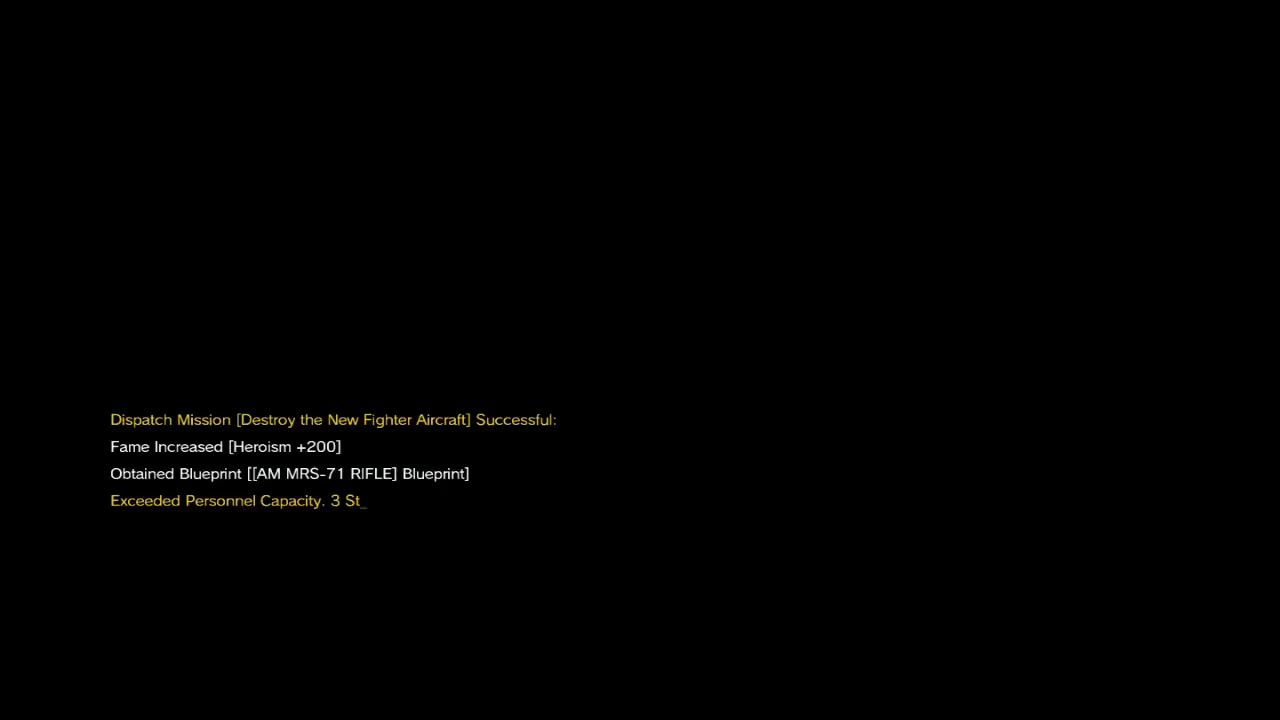 Dispatch Mission [Destroy the New Fighter Aircraft] Successful:
Fame Increased [Heroism +200]
Obtained Blueprint [[AM MRS-71 RIFLE] Blueprint]
Exceeded Personnel Capacity. 3 St_